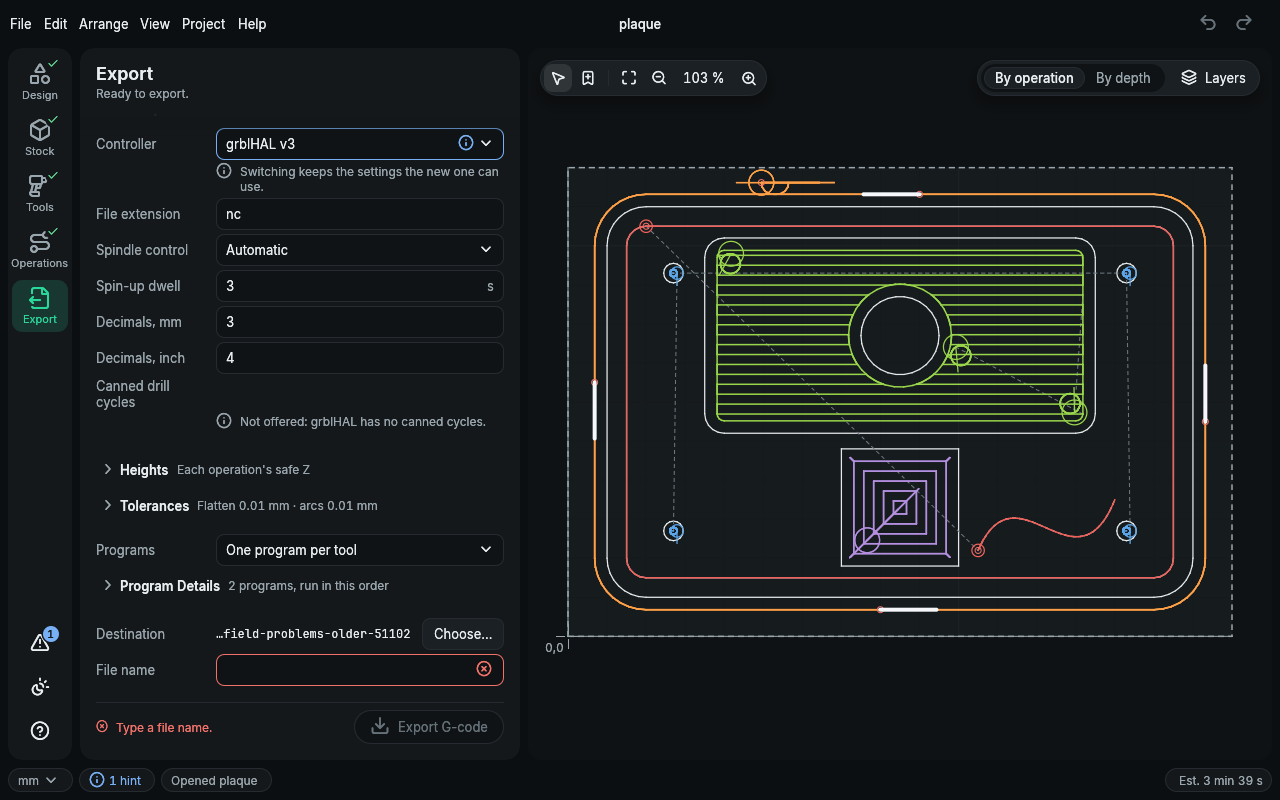 File Edit Arrange View Project Help
plaque
Design
Stock
Tools
Operations
Export
1
Export
Ready to export.
Controller
grblHAL v3
Switching keeps the settings the new one can
use.
File extension
nc
Spindle control
Automatic
Spin-up dwell
3
s
Decimals, mm
3
Decimals, inch
4
Canned drill
cycles
Not offered: grblHAL has no canned cycles.
Heights Each operation's safe Z
Tolerances Flatten 0.01 mm · arcs 0.01 mm
Programs
One program per tool
Program Details 2 programs, run in this order
Destination
…field-problems-older-51102
Choose...
File name
Type a file name.
Export G-code
103 %
By operation
By depth
Layers
0,0
mm
1 hint
Opened plaque
Est. 3 min 39 s